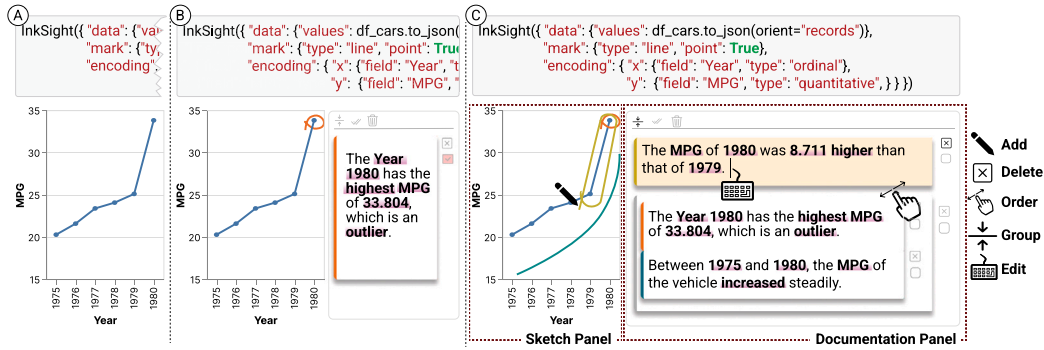 A
InkSight({ "data": {"va
"mark": {"ty
"encoding"
MPG
35
30
25
20
15
1975
1976
1977
1978
1979
1980
Year
B
InkSight({ "data": {"values": df_cars.to_json(
"mark": {"type": "line", "point": True
"encoding": { "x": {"field": "Year", "t
"y": {"field": "MPG", "
MPG
35
30
25
20
15
1975
1976
1977
1978
1979
1980
Year
The Year
1980 has the
highest MPG
of 33.804,
which is an
outlier.
C
InkSight({ "data": {"values": df_cars.to_json(orient="records")},
"mark": {"type": "line", "point": True},
"encoding": { "x": {"field": "Year", "type": "ordinal"},
"y": {"field": "MPG", "type": "quantitative", } } })
MPG
35
30
25
20
15
1975
1976
1977
1978
1979
1980
Year
Sketch Panel
The MPG of 1980 was 8.711 higher than
that of 1979.
The Year 1980 has the highest MPG
of 33.804, which is an outlier.
Between 1975 and 1980, the MPG of
the vehicle increased steadily.
Documentation Panel
Add
Delete
Order
Group
Edit